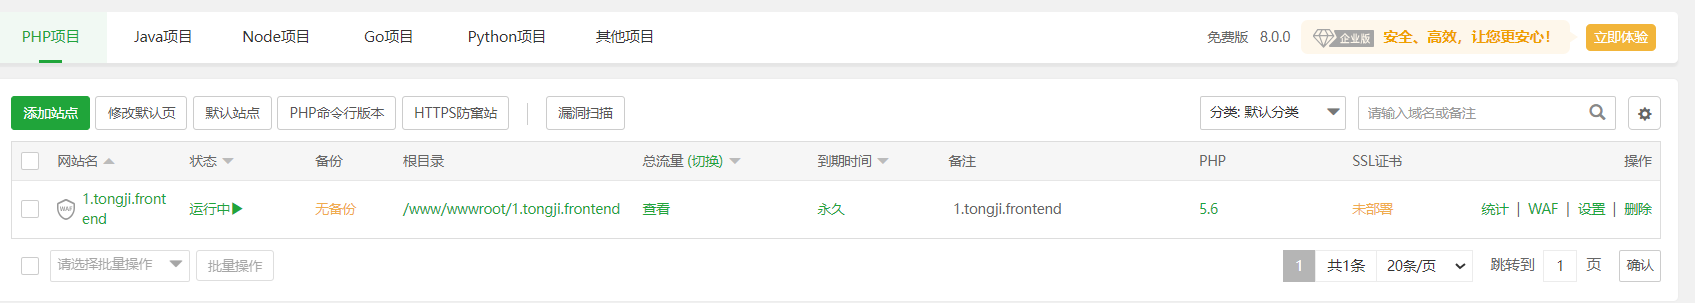 PHP项目 Java项目 Node项目 Go项目 Python项目 其他项目 免费版 8.0.0 企业版 安全、高效，让您更安心！ 立即体验
添加站点 修改默认页 默认站点 PHP命令行版本 HTTPS防窜站 漏洞扫描 分类: 默认分类 请输入域名或备注
网站名 状态 备份 根目录 总流量 (切换) 到期时间 备注 PHP SSL证书 操作
WAF 1.tongji.front
end 运行中 无备份 /www/wwwroot/1.tongji.frontend 查看 永久 1.tongji.frontend 5.6 未部署 统计 | WAF | 设置 | 删除
请选择批量操作 批量操作 1 共1条 20条/页 跳转到 1 页 确认